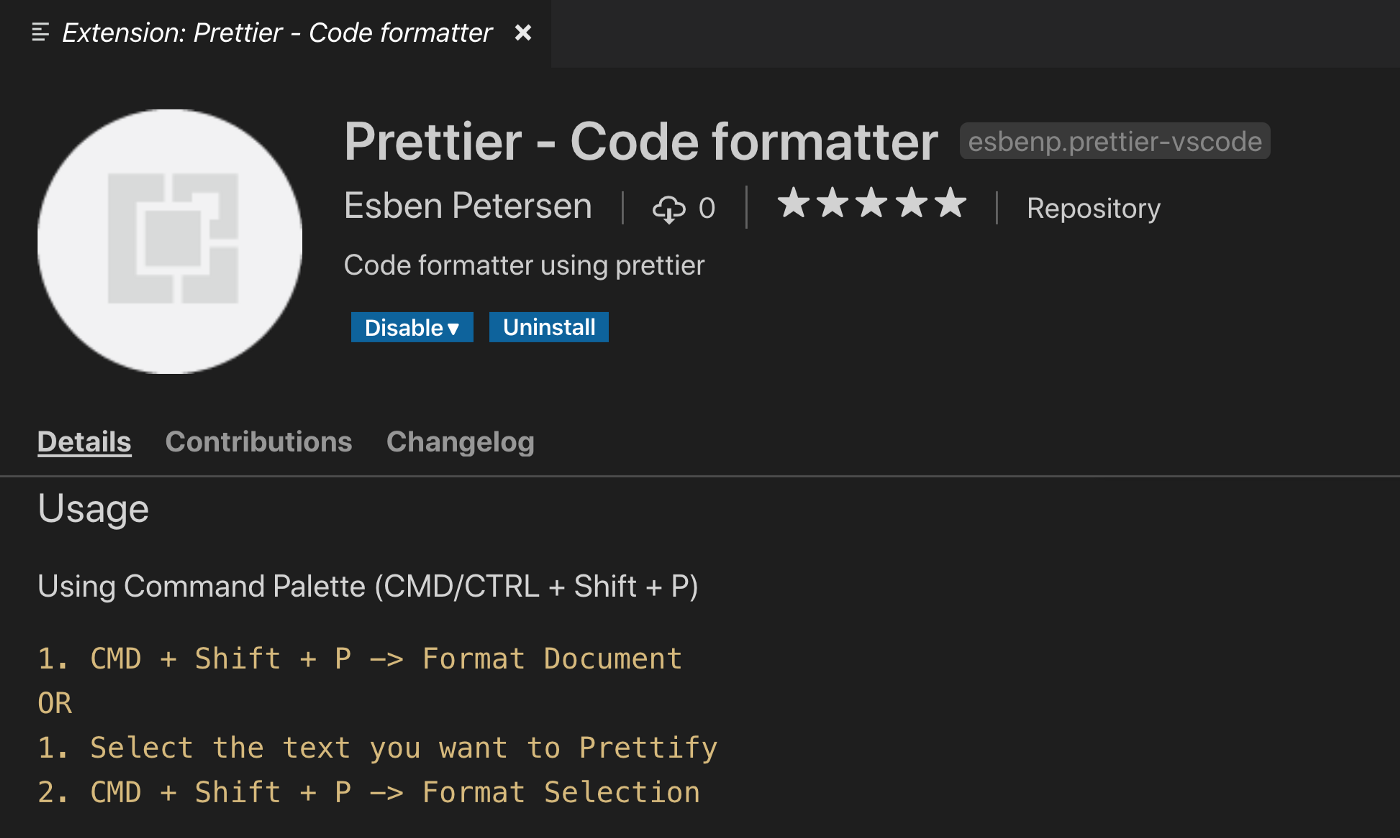 Extension: Prettier - Code formatter
Prettier - Code formatter esbenp.prettier-vscode
Esben Petersen | 0 | ★★★★★ | Repository
Code formatter using prettier
Disable▼ Uninstall
Details Contributions Changelog
Usage
Using Command Palette (CMD/CTRL + Shift + P)
1. CMD + Shift + P -> Format Document
OR
1. Select the text you want to Prettify
2. CMD + Shift + P -> Format Selection